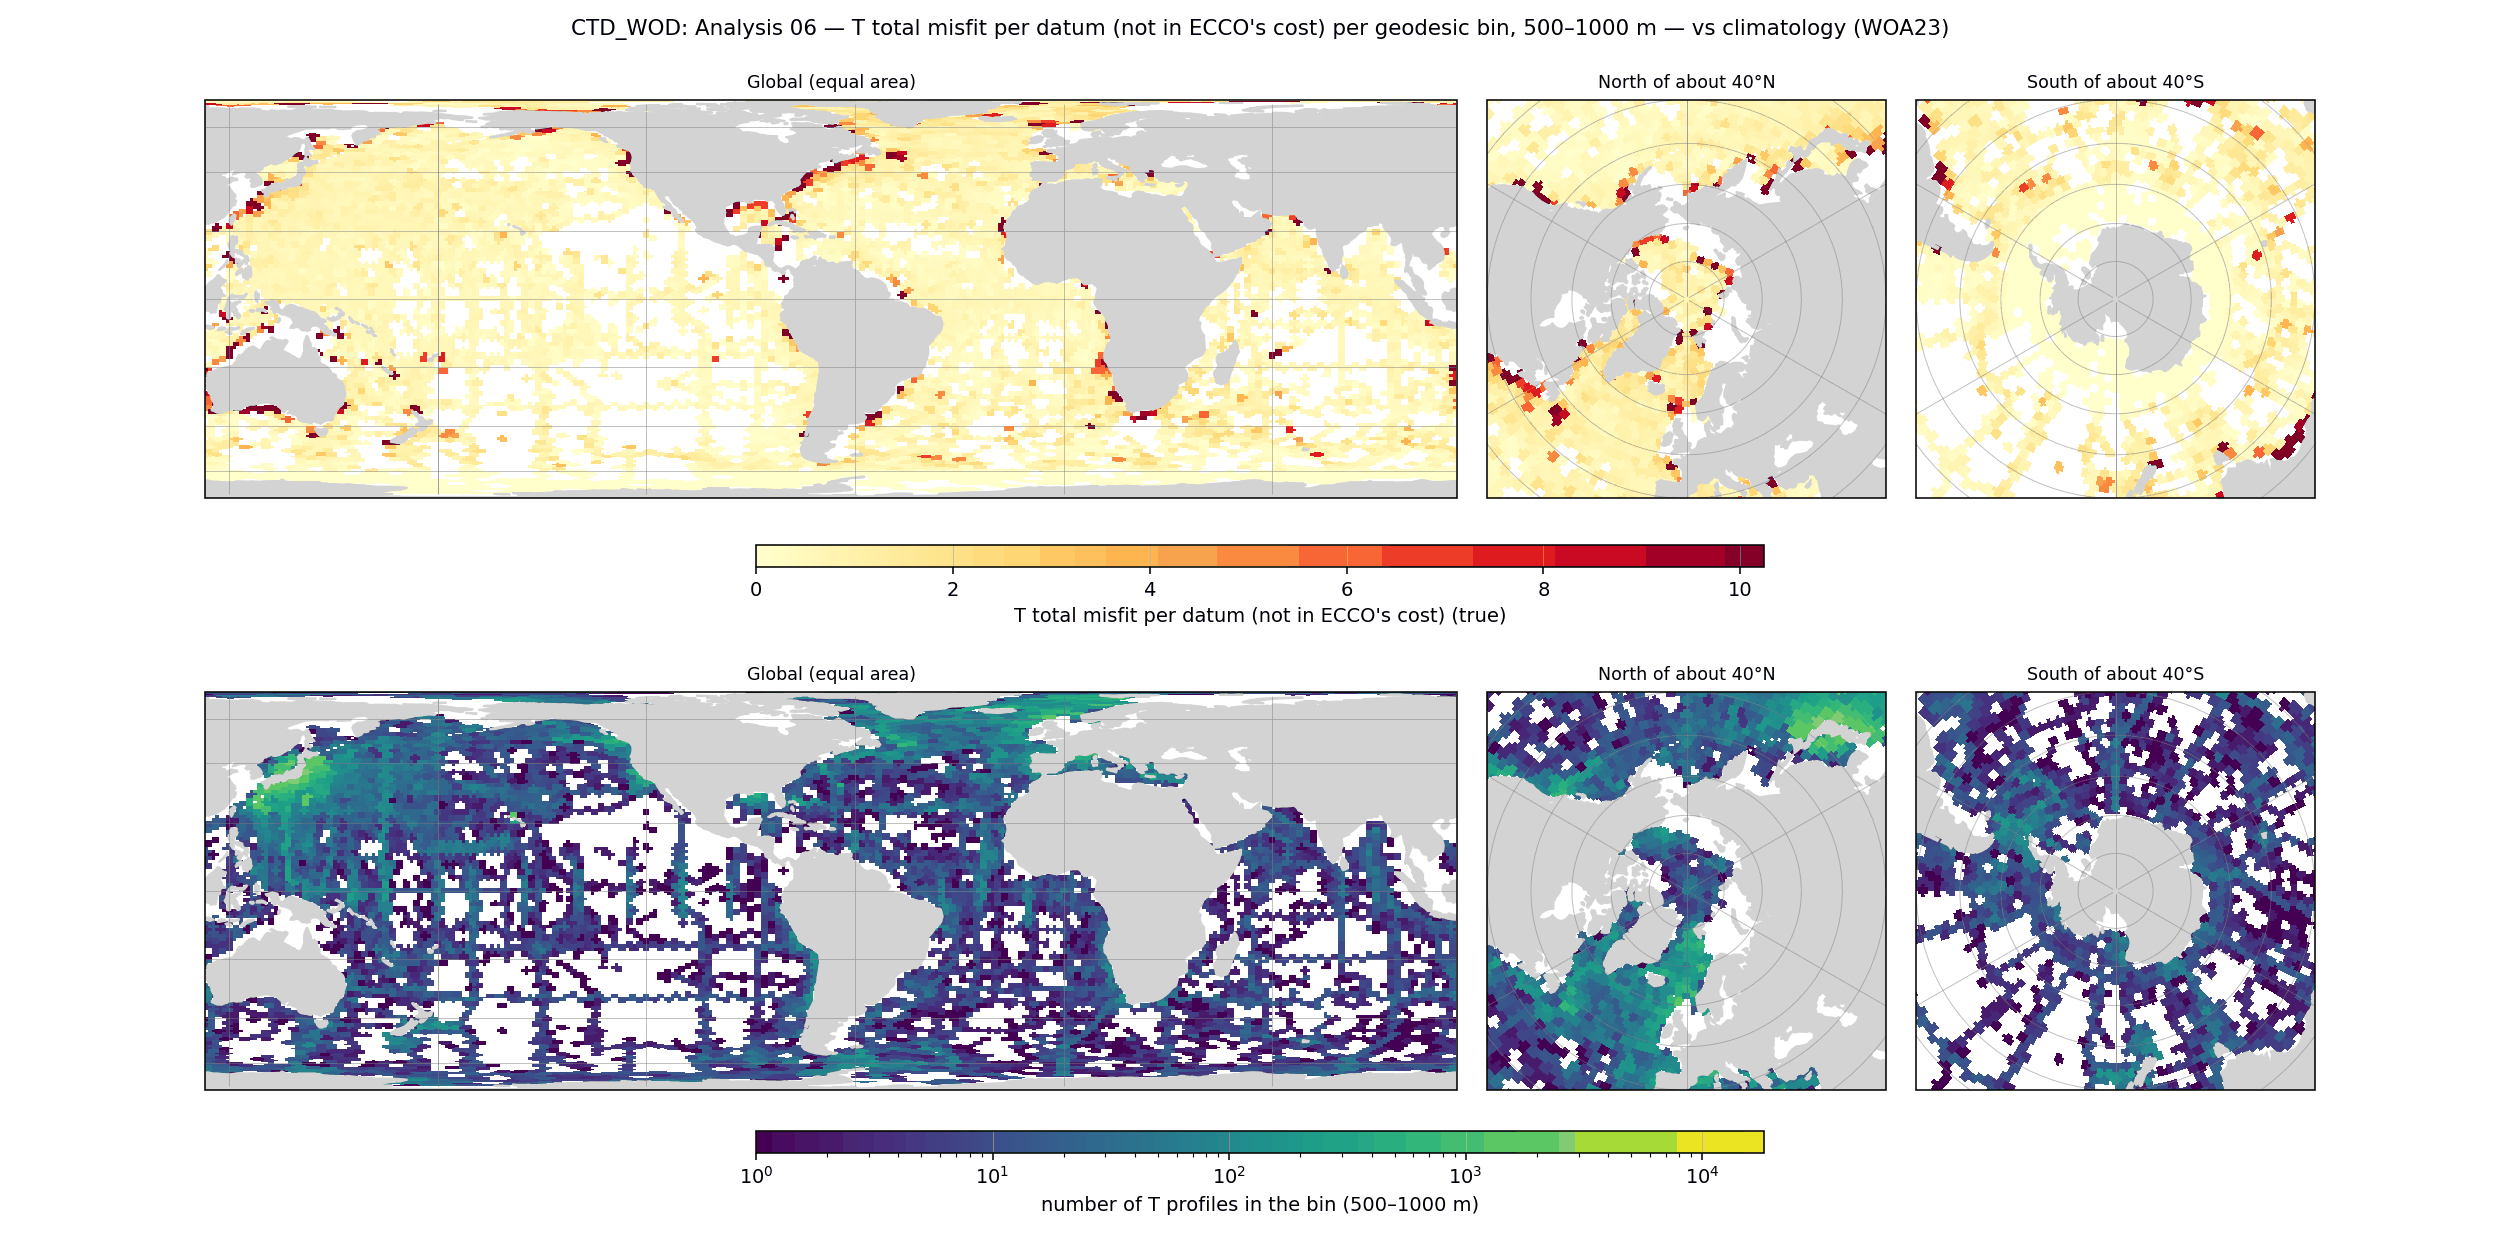 CTD_WOD: Analysis 06 — T total misfit per datum (not in ECCO's cost) per geodesic bin, 500–1000 m — vs climatology (WOA23)
Global (equal area)
North of about 40°N
South of about 40°S
0 2 4 6 8 10
T total misfit per datum (not in ECCO's cost) (true)
Global (equal area)
North of about 40°N
South of about 40°S
10⁰ 10¹ 10² 10³ 10⁴
number of T profiles in the bin (500–1000 m)